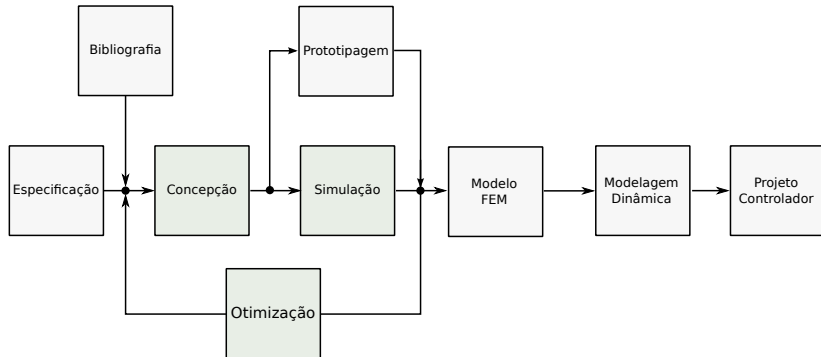 Bibliografia
Prototipagem
Especificação
Concepção
Simulação
Modelo
FEM
Modelagem
Dinâmica
Projeto
Controlador
Otimização